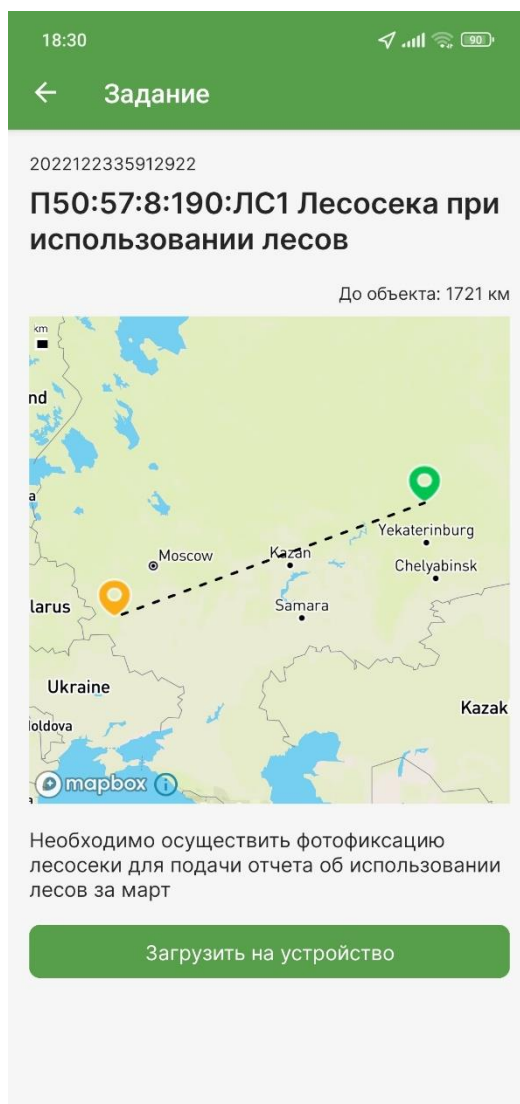 18:30
90
Задание
2022122335912922
П50:57:8:190:ЛС1 Лесосека при
использовании лесов
До объекта: 1721 км
km
nd
a
Yekaterinburg
Moscow
Kazan
Chelyabinsk
larus
Samara
Ukraine
Kazak
loldova
mapbox
Необходимо осуществить фотофиксацию
лесосеки для подачи отчета об использовании
лесов за март
Загрузить на устройство